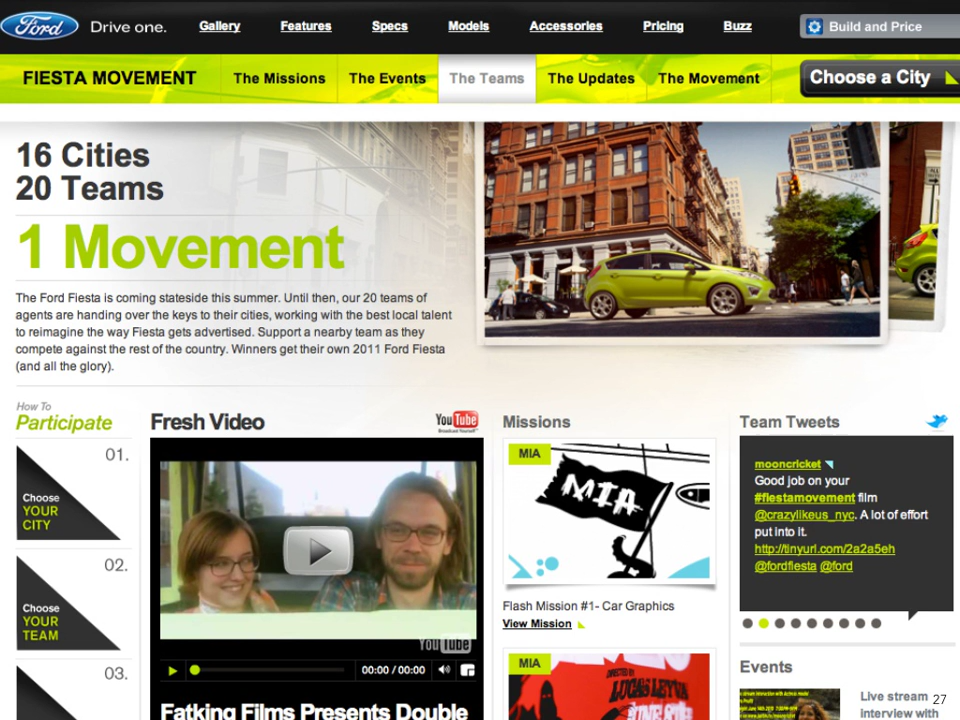 Ford Drive one.
Gallery Features Specs Models Accessories Pricing Buzz
Build and Price
FIESTA MOVEMENT The Missions The Events The Teams The Updates The Movement
Choose a City
16 Cities
20 Teams
1 Movement
The Ford Fiesta is coming stateside this summer. Until then, our 20 teams of
agents are handing over the keys to their cities, working with the best local talent
to reimagine the way Fiesta gets advertised. Support a nearby team as they
compete against the rest of the country. Winners get their own 2011 Ford Fiesta
(and all the glory).
How To
Participate
01.
Choose
YOUR
CITY
02.
Choose
YOUR
TEAM
03.
Fresh Video
YouTube
Broadcast Yourself™
YouTube
00:00 / 00:00
Fatking Films Presents Double
Missions
MIA
MIA
Flash Mission #1- Car Graphics
View Mission
MIA
DIRECTED BY
LUCAS LEYVA
Team Tweets
mooncricket
Good job on your
#fiestamovement film
@crazylikeus_nyc. A lot of effort
put into it.
http://tinyurl.com/2a2a5eh
@fordfiesta @ford
Events
Live stream
interview with
27